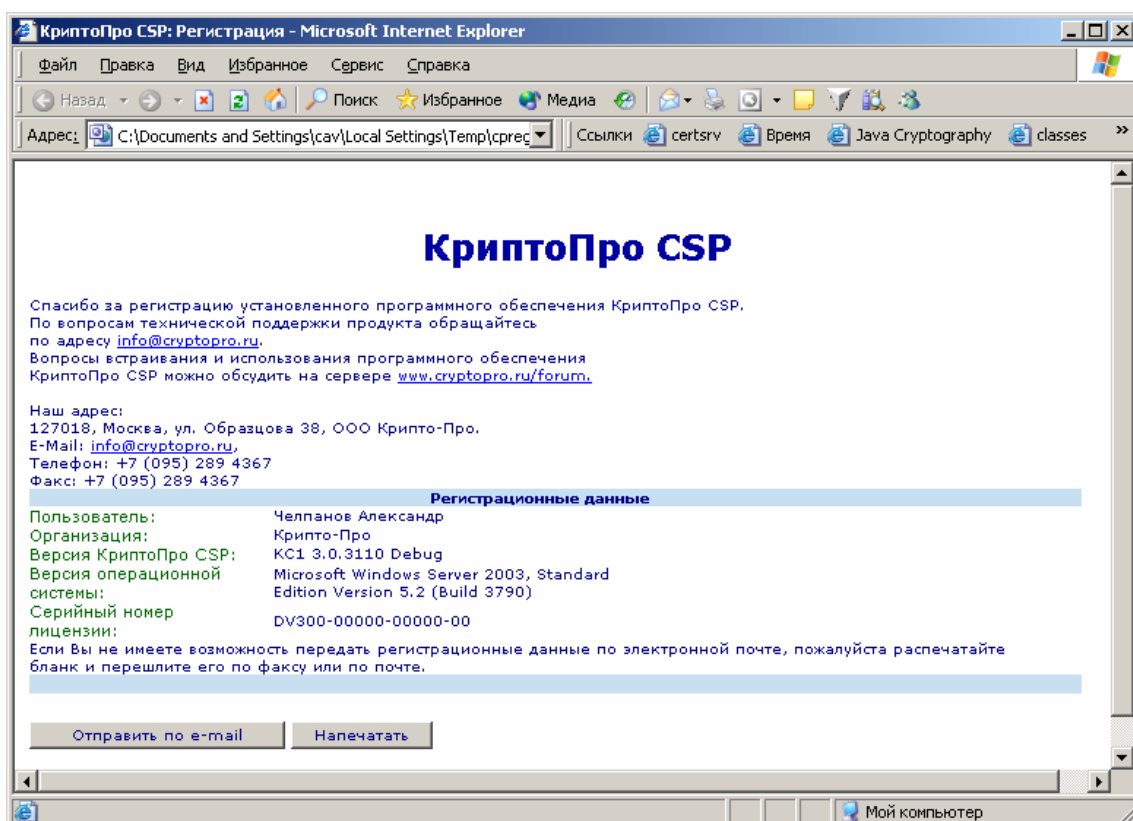 КриптоПро CSP: Регистрация - Microsoft Internet Explorer
Файл Правка Вид Избранное Сервис Справка
Назад Поиск Избранное Медиа
Адрес: C:\Documents and Settings\cav\Local Settings\Temp\cpreg Ссылки certsrv Время Java Cryptography classes »
КриптоПро CSP
Спасибо за регистрацию установленного программного обеспечения КриптоПро CSP.
По вопросам технической поддержки продукта обращайтесь
по адресу info@cryptopro.ru.
Вопросы встраивания и использования программного обеспечения
КриптоПро CSP можно обсудить на сервере www.cryptopro.ru/forum.
Наш адрес:
127018, Москва, ул. Образцова 38, ООО Крипто-Про.
E-Mail: info@cryptopro.ru,
Телефон: +7 (095) 289 4367
Факс: +7 (095) 289 4367
Регистрационные данные
Пользователь: Челпанов Александр
Организация: Крипто-Про
Версия КриптоПро CSP: KC1 3.0.3110 Debug
Версия операционной системы: Microsoft Windows Server 2003, Standard
Edition Version 5.2 (Build 3790)
Серийный номер лицензии: DV300-00000-00000-00
Если Вы не имеете возможность передать регистрационные данные по электронной почте, пожалуйста распечатайте
бланк и перешлите его по факсу или по почте.
Отправить по e-mail Напечатать
Мой компьютер